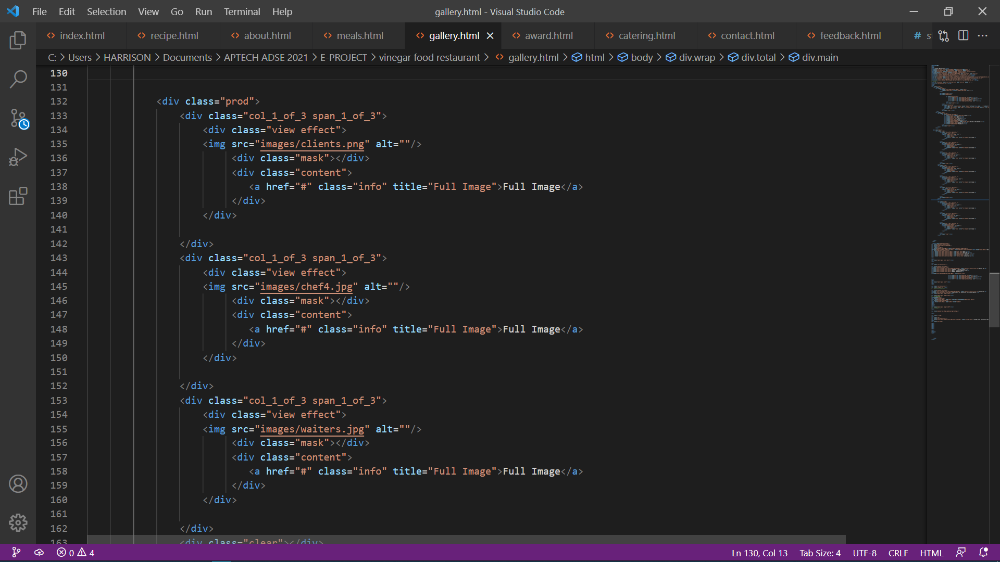 File Edit Selection View Go Run Terminal Help gallery.html - Visual Studio Code
index.html recipe.html about.html meals.html gallery.html award.html catering.html contact.html feedback.html # st
C: > Users > HARRISON > Documents > APTECH ADSE 2021 > E-PROJECT > vinegar food restaurant > gallery.html > html > body > div.wrap > div.total > div.main
130
131
132 <div class="prod">
133 <div class="col_1_of_3 span_1_of_3">
134 <div class="view effect">
135 <img src="images/clients.png" alt=""/>
136 <div class="mask"></div>
137 <div class="content">
138 <a href="#" class="info" title="Full Image">Full Image</a>
139 </div>
140 </div>
141
142 </div>
143 <div class="col_1_of_3 span_1_of_3">
144 <div class="view effect">
145 <img src="images/chef4.jpg" alt=""/>
146 <div class="mask"></div>
147 <div class="content">
148 <a href="#" class="info" title="Full Image">Full Image</a>
149 </div>
150 </div>
151
152 </div>
153 <div class="col_1_of_3 span_1_of_3">
154 <div class="view effect">
155 <img src="images/waiters.jpg" alt=""/>
156 <div class="mask"></div>
157 <div class="content">
158 <a href="#" class="info" title="Full Image">Full Image</a>
159 </div>
160 </div>
161
162 </div>
163 <div class="clear"></div>
0 4 Ln 130, Col 13 Tab Size: 4 UTF-8 CRLF HTML